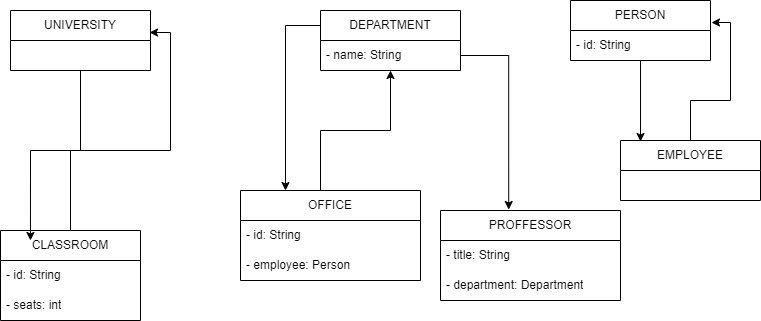 UNIVERSITY
CLASSROOM
- id: String
- seats: int
DEPARTMENT
- name: String
OFFICE
- id: String
- employee: Person
PROFFESSOR
- title: String
- department: Department
PERSON
- id: String
EMPLOYEE